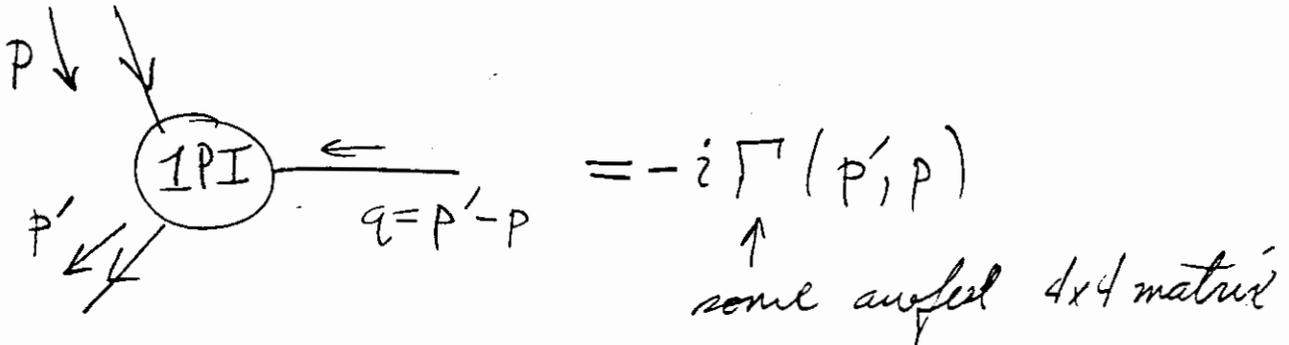 p
1PI
p'
q = p' - p
= -i Γ (p', p)
some awful 4x4 matrix